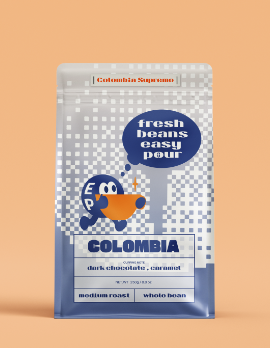 Colombia Supremo
fresh
beans
easy
pour
E
P
COLOMBIA
dark chocolate . caramel
medium roast
whole bean